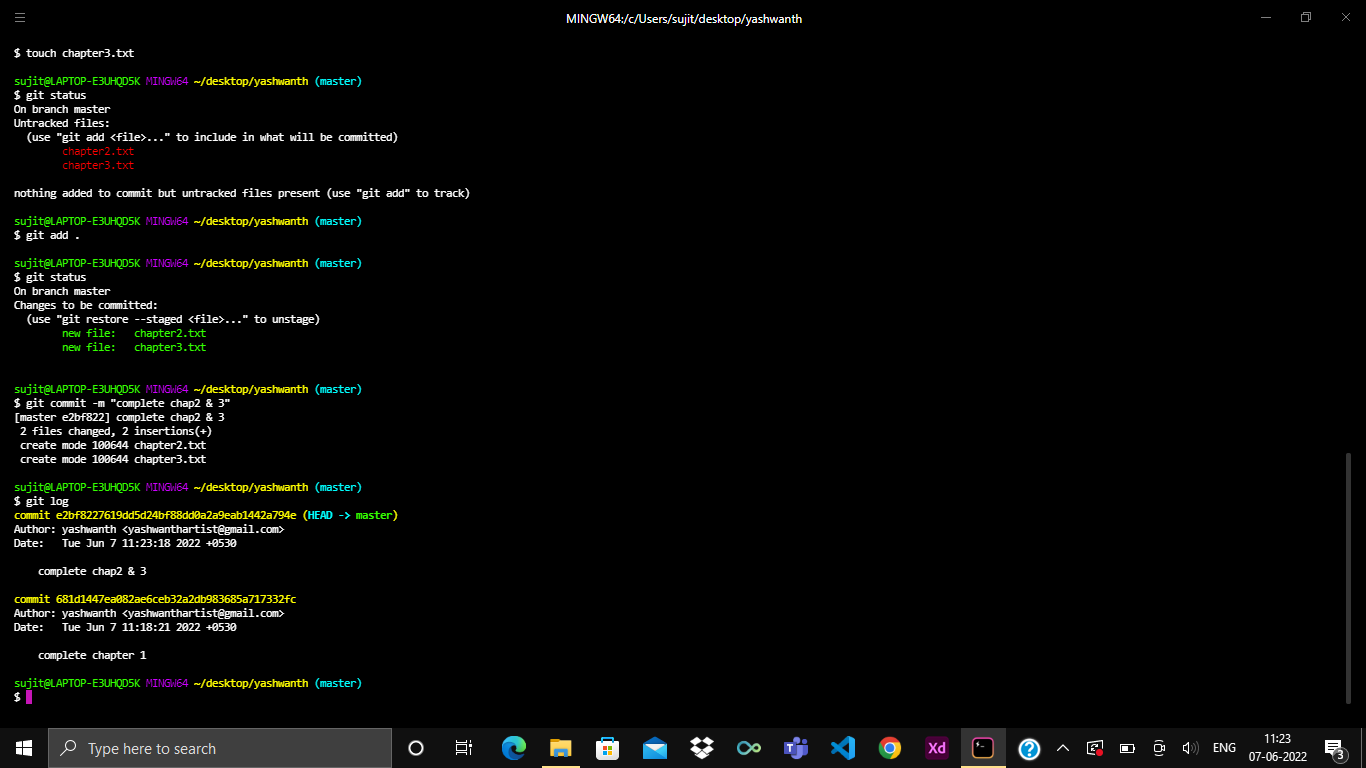 MINGW64:/c/Users/sujit/desktop/yashwanth
$ touch chapter3.txt
sujit@LAPTOP-E3UHQD5K MINGW64 ~/desktop/yashwanth (master)
$ git status
On branch master
Untracked files:
  (use "git add <file>..." to include in what will be committed)
        chapter2.txt
        chapter3.txt
nothing added to commit but untracked files present (use "git add" to track)
sujit@LAPTOP-E3UHQD5K MINGW64 ~/desktop/yashwanth (master)
$ git add .
sujit@LAPTOP-E3UHQD5K MINGW64 ~/desktop/yashwanth (master)
$ git status
On branch master
Changes to be committed:
  (use "git restore --staged <file>..." to unstage)
        new file:   chapter2.txt
        new file:   chapter3.txt
sujit@LAPTOP-E3UHQD5K MINGW64 ~/desktop/yashwanth (master)
$ git commit -m "complete chap2 & 3"
[master e2bf822] complete chap2 & 3
 2 files changed, 2 insertions(+)
 create mode 100644 chapter2.txt
 create mode 100644 chapter3.txt
sujit@LAPTOP-E3UHQD5K MINGW64 ~/desktop/yashwanth (master)
$ git log
commit e2bf8227619dd5d24bf88dd0a2a9eab1442a794e (HEAD -> master)
Author: yashwanth <yashwanthartist@gmail.com>
Date:   Tue Jun 7 11:23:18 2022 +0530
    complete chap2 & 3
commit 681d1447ea082ae6ceb32a2db983685a717332fc
Author: yashwanth <yashwanthartist@gmail.com>
Date:   Tue Jun 7 11:18:21 2022 +0530
    complete chapter 1
sujit@LAPTOP-E3UHQD5K MINGW64 ~/desktop/yashwanth (master)
$
Type here to search
Xd
ENG
11:23
07-06-2022
3